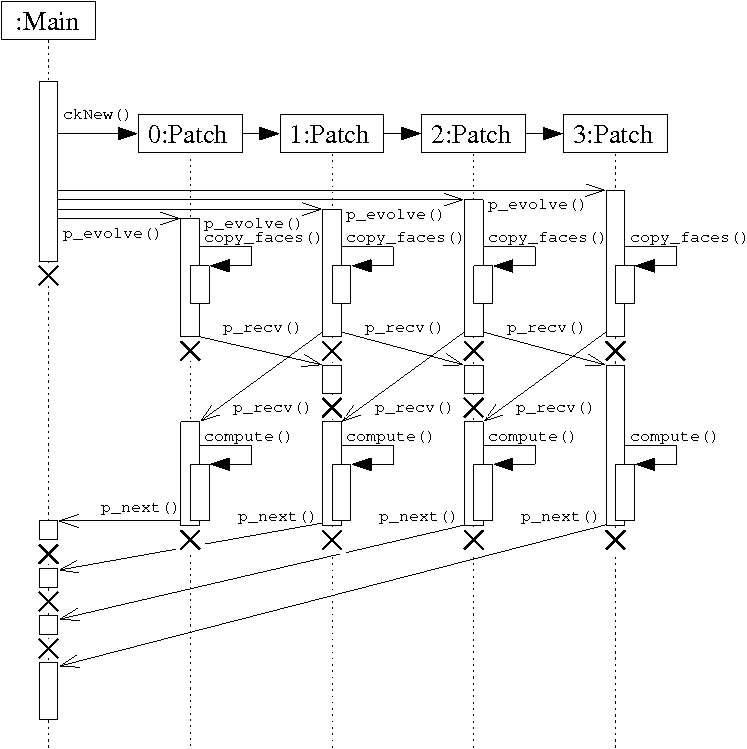 :Main
ckNew()
0:Patch 1:Patch 2:Patch 3:Patch
p_evolve()
p_evolve() p_evolve() p_evolve()
copy_faces() copy_faces() copy_faces() copy_faces()
p_recv() p_recv() p_recv()
p_recv() p_recv() p_recv()
compute() compute() compute() compute()
p_next() p_next() p_next() p_next()